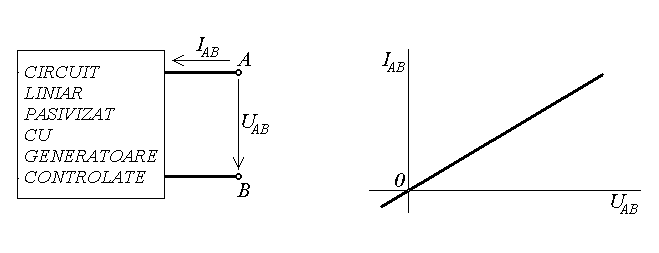 CIRCUIT
LINIAR
PASIVIZAT
CU
GENERATOARE
CONTROLATE
I_AB
A
U_AB
B
I_AB
0
U_AB